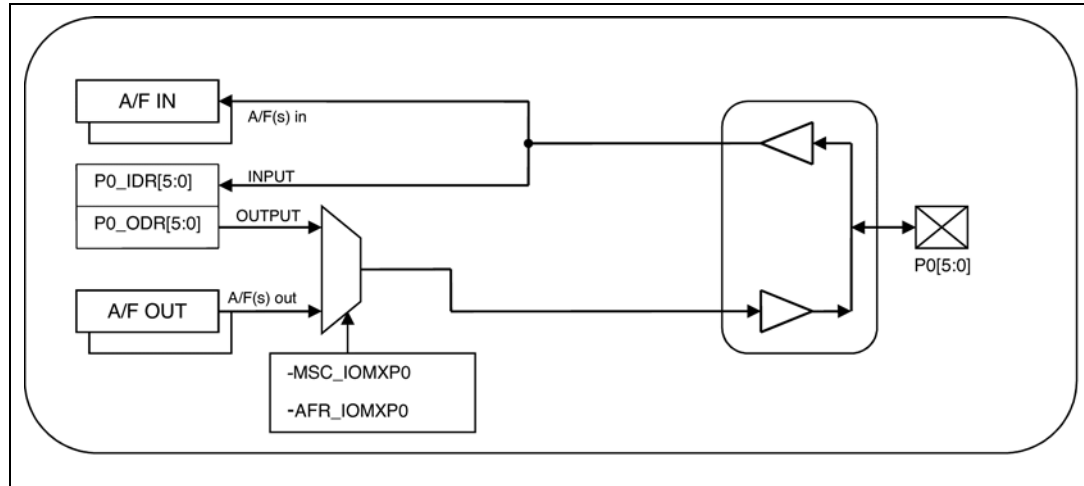 A/F IN
A/F(s) in
P0_IDR[5:0]
INPUT
P0_ODR[5:0]
OUTPUT
A/F(s) out
A/F OUT
P0[5:0]
-MSC_IOMXP0
-AFR_IOMXP0